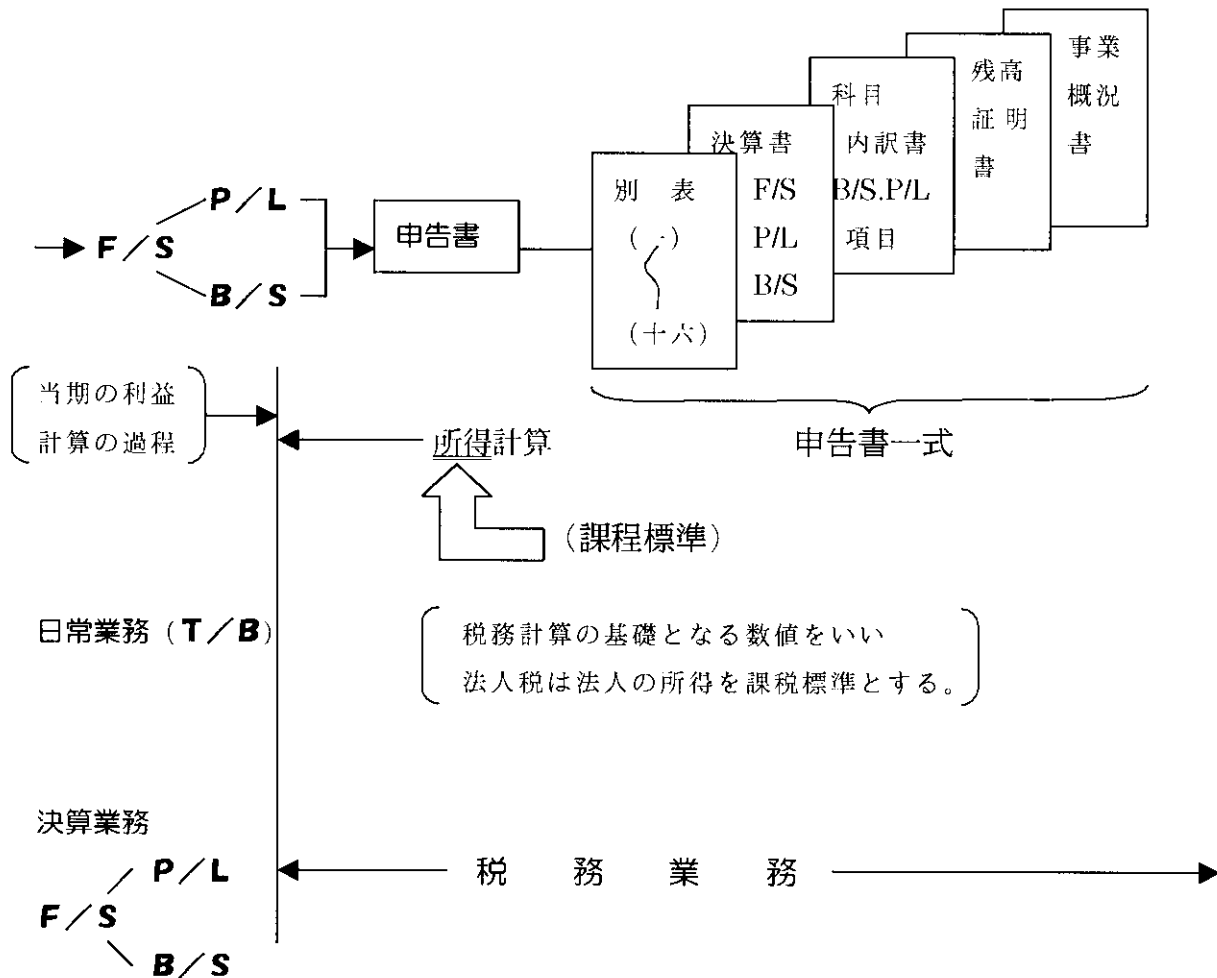 事業
概況
書
残高
証明
書
科目
内訳書
B/S.P/L
項目
決算書
F/S
P/L
B/S
別 表
(一)
(十六)
P/L
F/S
B/S
申告書
申告書一式
当期の利益
計算の過程
所得計算
(課程標準)
日常業務 (T/B)
税務計算の基礎となる数値をいい
法人税は法人の所得を課税標準とする。
決算業務
P/L
F/S
B/S
税 務 業 務